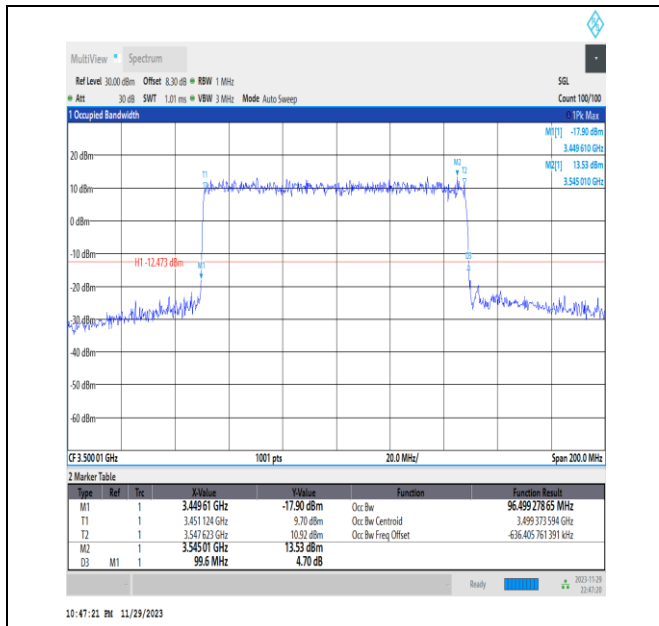 MultiView Spectrum
Ref Level 30.00 dBm Offset 8.30 dB RBW 1 MHz SGL
Att 30 dB SWT 1.01 ms VBW 3 MHz Mode Auto Sweep Count 100/100
1 Occupied Bandwidth 1Pk Max
M1[1] -17.90 dBm
3.449 610 GHz
M2[1] 13.53 dBm
3.545 010 GHz
20 dBm
M2
T1 T2
10 dBm
0 dBm
-10 dBm
H1 -12.473 dBm
M1 D3
-20 dBm
-30 dBm
-40 dBm
-50 dBm
-60 dBm
CF 3.500 01 GHz 1001 pts 20.0 MHz/ Span 200.0 MHz
2 Marker Table
Type Ref Trc X-Value Y-Value Function Function Result
M1 1 3.449 61 GHz -17.90 dBm Occ Bw 96.499 278 65 MHz
T1 1 3.451 124 GHz 9.70 dBm Occ Bw Centroid 3.499 373 594 GHz
T2 1 3.547 623 GHz 10.92 dBm Occ Bw Freq Offset -636.405 761 391 kHz
M2 1 3.545 01 GHz 13.53 dBm
D3 M1 1 99.6 MHz 4.70 dB
Ready 2023-11-29
22:47:20
10:47:21 PM 11/29/2023